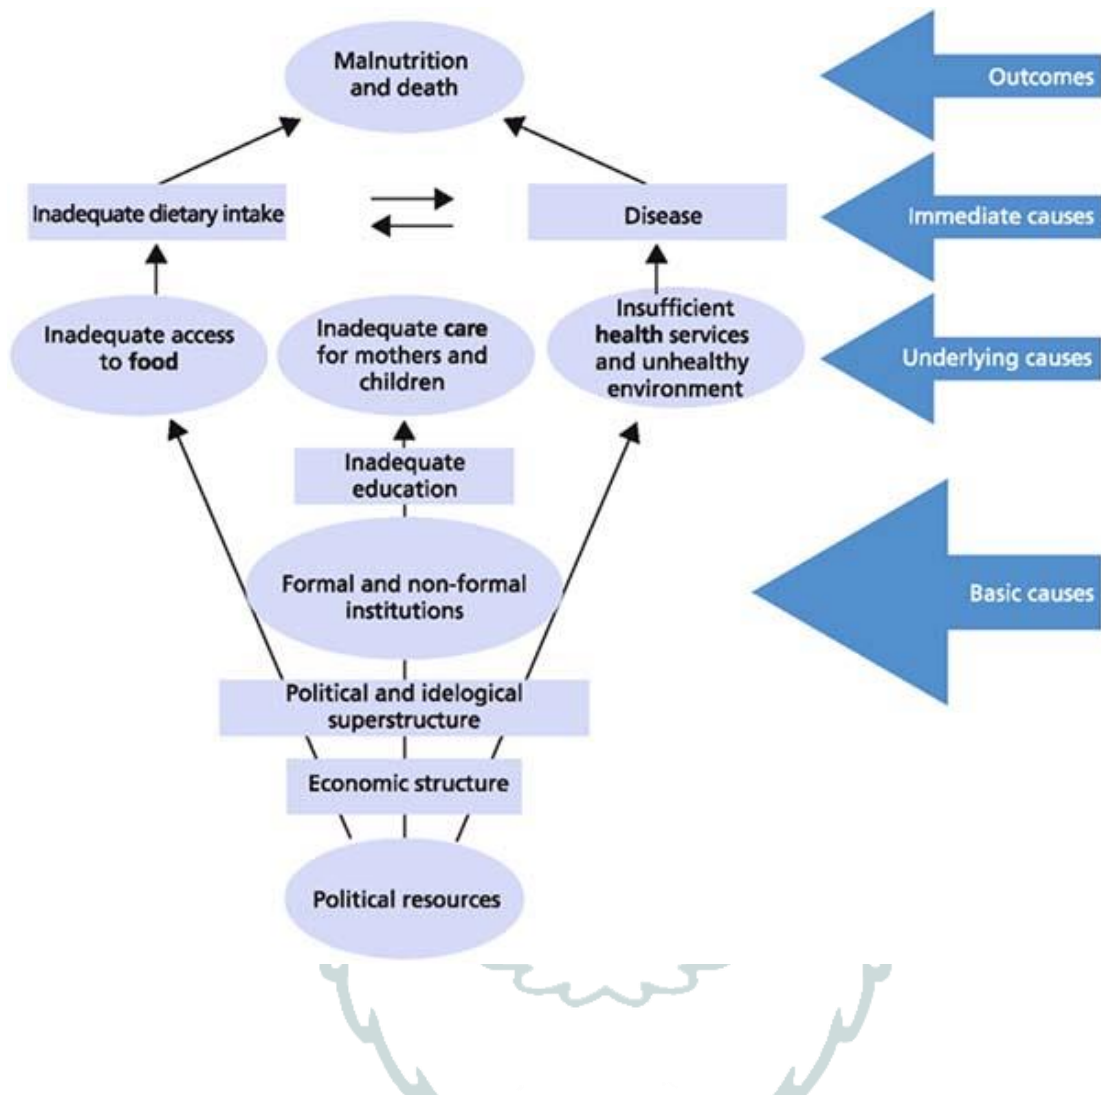 Malnutrition
and death
Outcomes
Inadequate dietary intake
Disease
Immediate causes
Inadequate access
to food
Inadequate care
for mothers and
children
Insufficient
health services
and unhealthy
environment
Underlying causes
Inadequate
education
Formal and non-formal
institutions
Basic causes
Political and idelogical
superstructure
Economic structure
Political resources